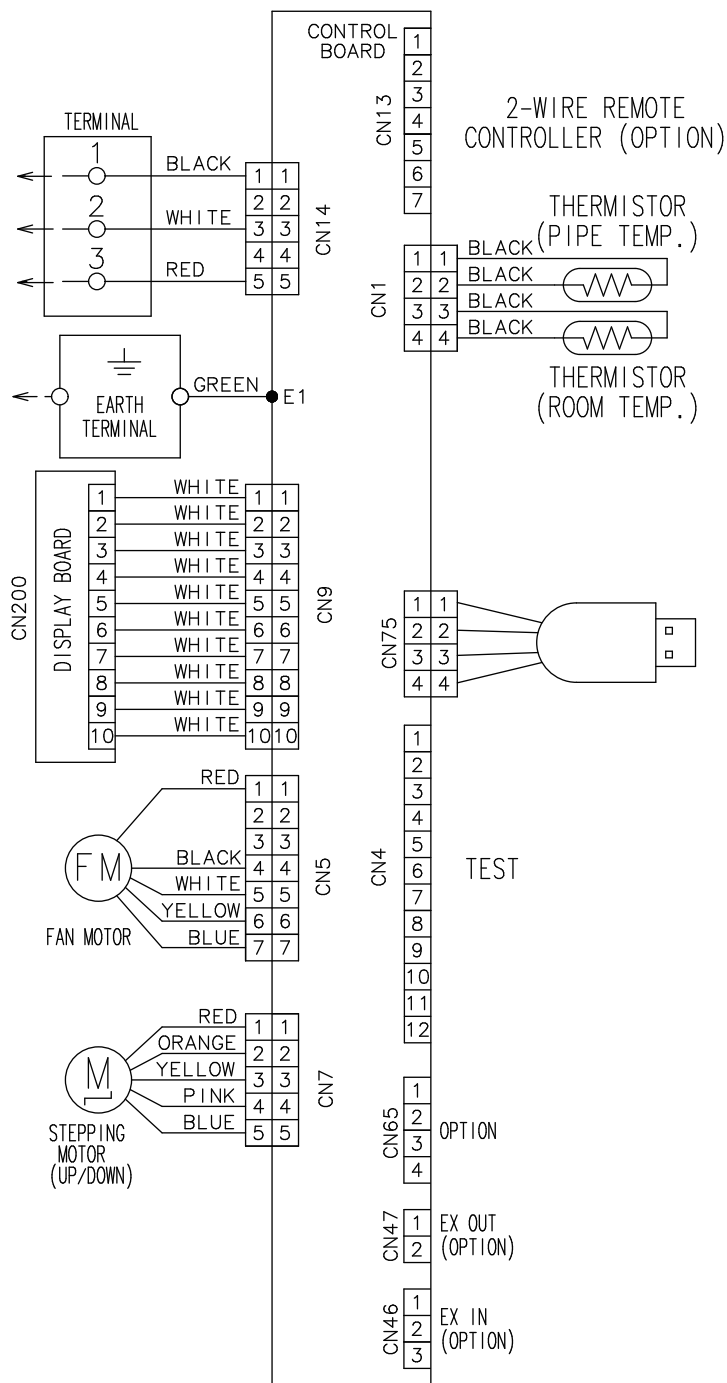 CONTROL
BOARD
CN13
1
2
3
4
5
6
7
2-WIRE REMOTE
CONTROLLER (OPTION)
TERMINAL
1
2
3
BLACK
WHITE
RED
1 1
2 2
3 3
4 4
5 5
CN14
THERMISTOR
(PIPE TEMP.)
CN1
1 1
2 2
3 3
4 4
BLACK
BLACK
BLACK
BLACK
THERMISTOR
(ROOM TEMP.)
EARTH
TERMINAL
GREEN
E1
CN200
DISPLAY BOARD
1 WHITE 1 1
2 WHITE 2 2
3 WHITE 3 3
4 WHITE 4 4
5 WHITE 5 5
6 WHITE 6 6
7 WHITE 7 7
8 WHITE 8 8
9 WHITE 9 9
10 WHITE 10 10
CN9
CN75
1 1
2 2
3 3
4 4
FM
FAN MOTOR
RED
BLACK
WHITE
YELLOW
BLUE
1 1
2 2
3 3
4 4
5 5
6 6
7 7
CN5
CN4
1
2
3
4
5
6
7
8
9
10
11
12
TEST
M
STEPPING
MOTOR
(UP/DOWN)
RED 1 1
ORANGE 2 2
YELLOW 3 3
PINK 4 4
BLUE 5 5
CN7
CN65
1
2
3
4
OPTION
CN47
1
2
EX OUT
(OPTION)
CN46
1
2
3
EX IN
(OPTION)